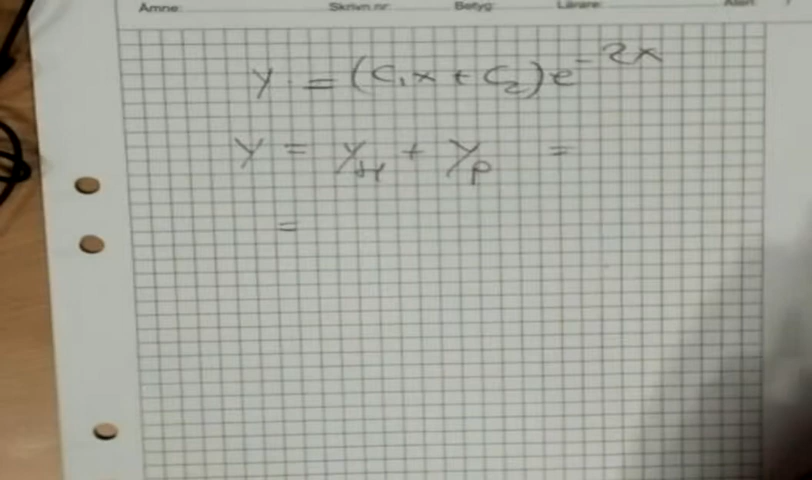 Ämne: Skrivn.nr: Betyg: Lärare:
y = (C₁x + C₂)e⁻²ˣ
y = y_H + y_p =
=